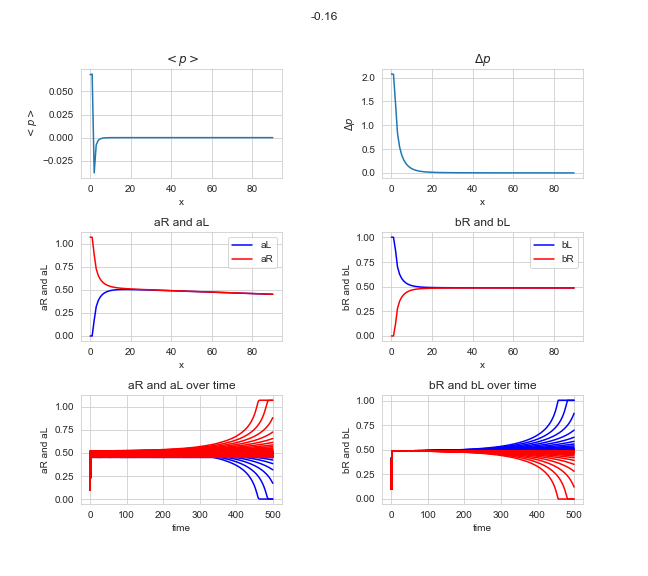 -0.16
< p >
Δp
0.050
0.025
0.000
−0.025
< p >
0 20 40 60 80
x
2.0
1.5
1.0
0.5
0.0
Δp
0 20 40 60 80
x
aR and aL
1.00
0.75
0.50
0.25
0.00
aR and aL
aL
aR
0 20 40 60 80
x
bR and bL
1.00
0.75
0.50
0.25
0.00
bR and bL
bL
bR
0 20 40 60 80
x
aR and aL over time
1.00
0.75
0.50
0.25
0.00
aR and aL
0 100 200 300 400 500
time
bR and bL over time
1.00
0.75
0.50
0.25
0.00
bR and bL
0 100 200 300 400 500
time